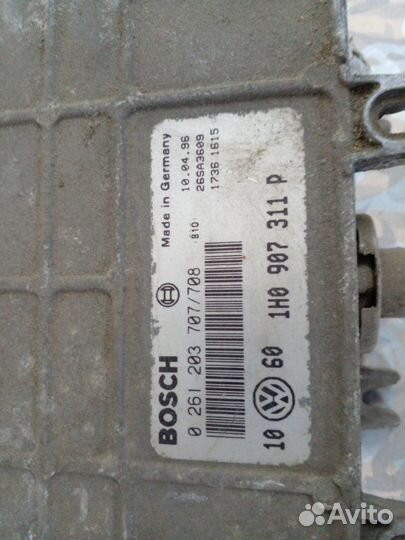 BOSCH
Made in Germany
0 261 203 707/708
810
10.04.96
26SA3609
1736 1615
10 60 1H0 907 311 P
Avito